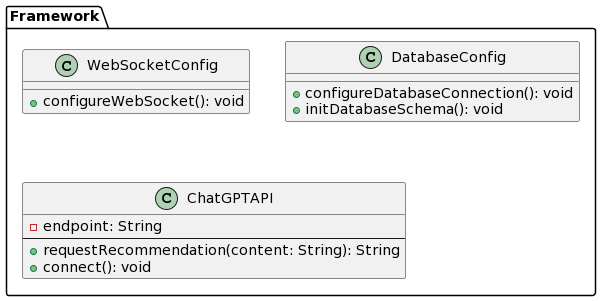 Framework
C WebSocketConfig
configureWebSocket(): void
C DatabaseConfig
configureDatabaseConnection(): void
initDatabaseSchema(): void
C ChatGPTAPI
endpoint: String
requestRecommendation(content: String): String
connect(): void